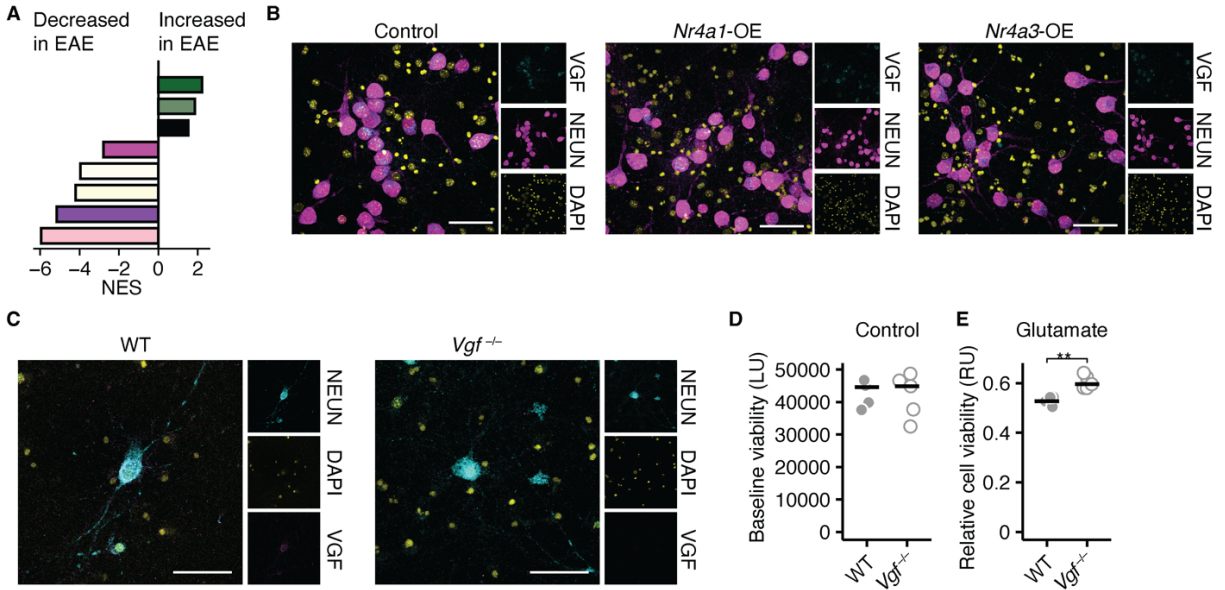 A
Decreased
in EAE
Increased
in EAE
−6 −4 −2 0 2
NES
B
Control
Nr4a1-OE
Nr4a3-OE
VGF
NEUN
DAPI
VGF
NEUN
DAPI
VGF
NEUN
DAPI
C
WT
Vgf –/–
NEUN
DAPI
VGF
NEUN
DAPI
VGF
D
Control
Baseline viability (LU)
50000
40000
30000
20000
10000
0
WT
Vgf–/–
E
Glutamate
**
Relative cell viability (RU)
0.6
0.4
0.2
0
WT
Vgf–/–